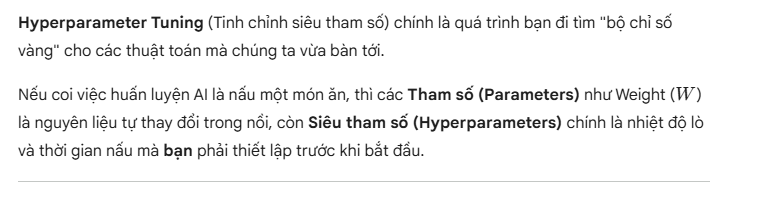 Hyperparameter Tuning (Tinh chỉnh siêu tham số) chính là quá trình bạn đi tìm "bộ chỉ số
vàng" cho các thuật toán mà chúng ta vừa bàn tới.
Nếu coi việc huấn luyện AI là nấu một món ăn, thì các Tham số (Parameters) như Weight (W)
là nguyên liệu tự thay đổi trong nồi, còn Siêu tham số (Hyperparameters) chính là nhiệt độ lò
và thời gian nấu mà bạn phải thiết lập trước khi bắt đầu.